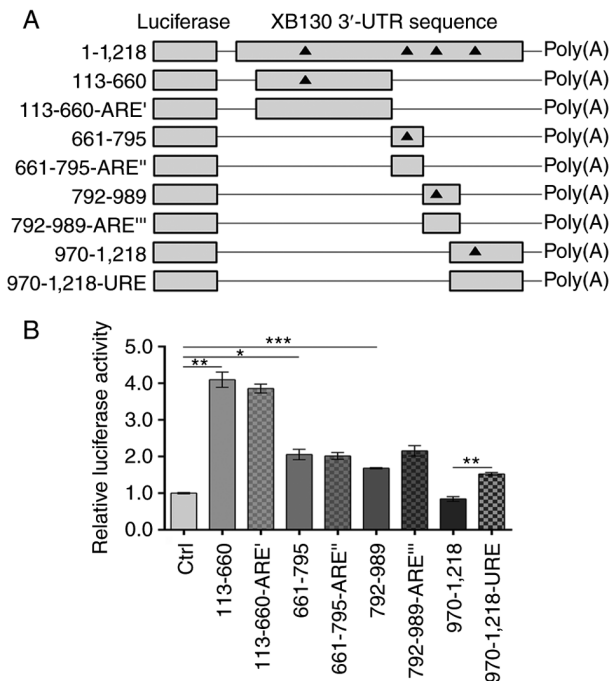 A
Luciferase XB130 3′-UTR sequence
1-1,218 Poly(A)
113-660 Poly(A)
113-660-ARE' Poly(A)
661-795 Poly(A)
661-795-ARE" Poly(A)
792-989 Poly(A)
792-989-ARE''' Poly(A)
970-1,218 Poly(A)
970-1,218-URE Poly(A)
B
Relative luciferase activity
5.0
4.0
3.0
2.0
1.0
0.0
***
*
**
**
Ctrl
113-660
113-660-ARE'
661-795
661-795-ARE"
792-989
792-989-ARE'''
970-1,218
970-1,218-URE